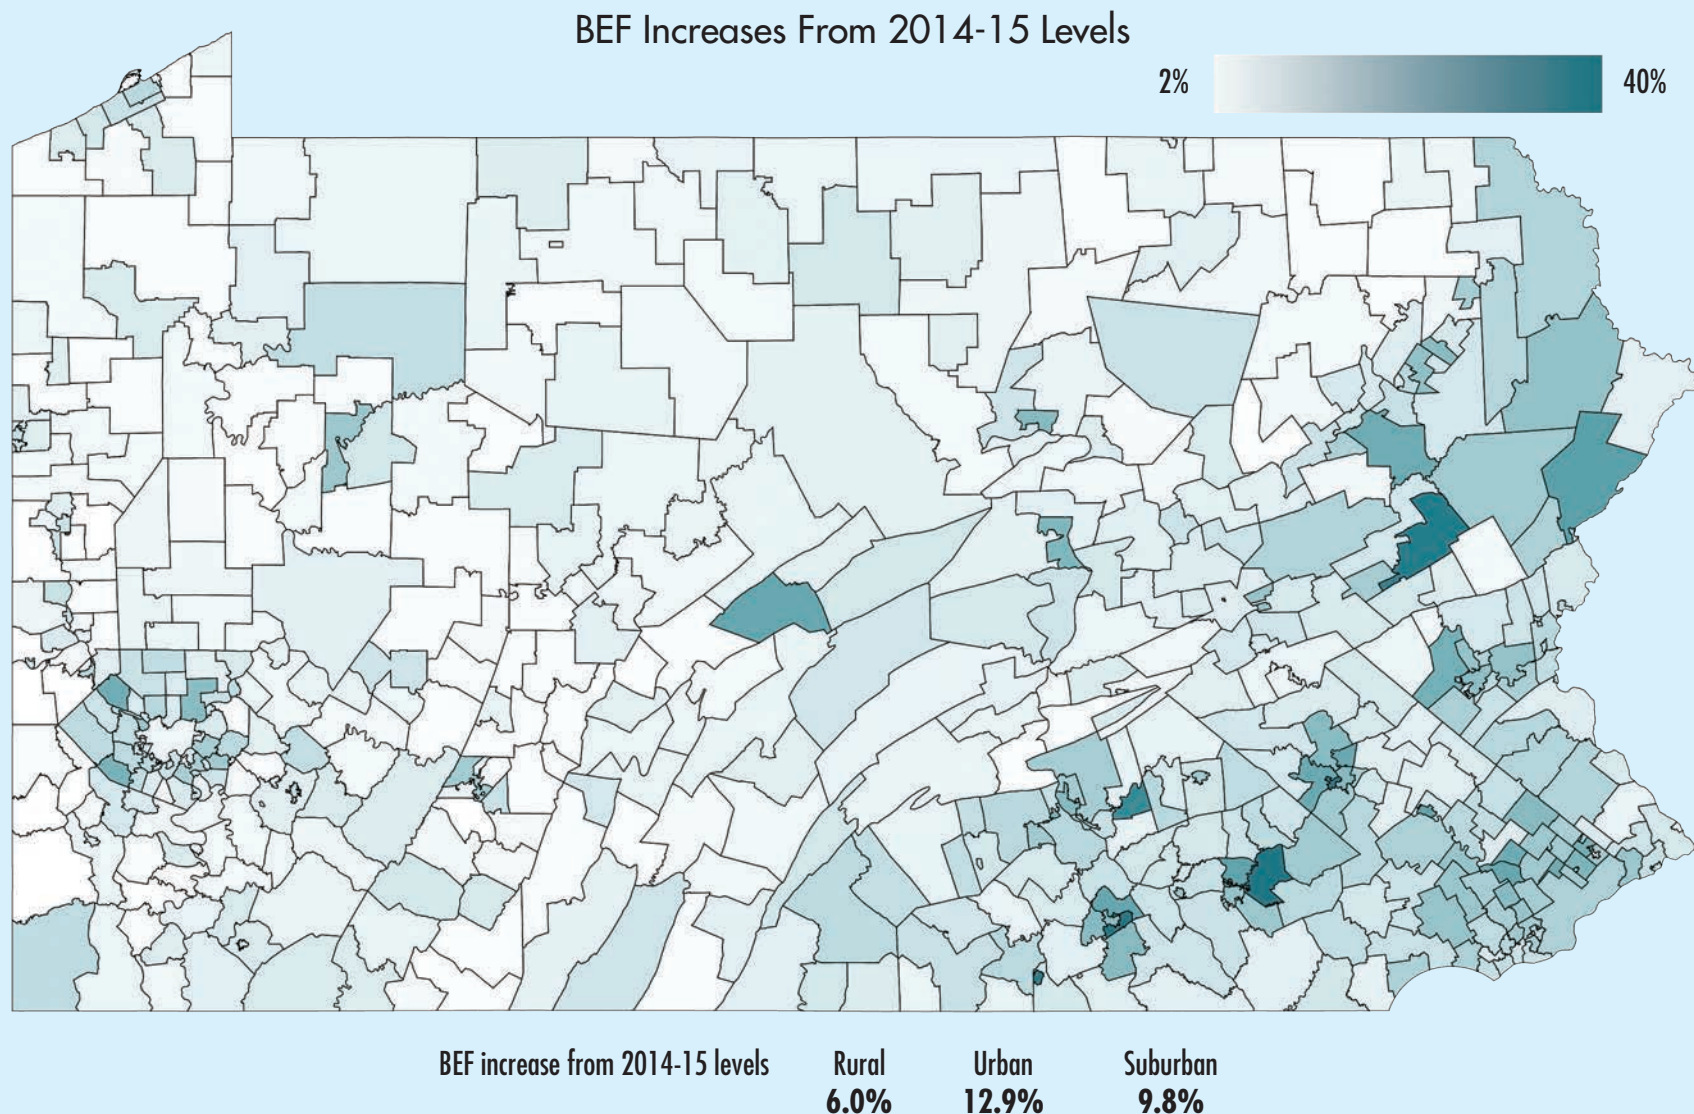 BEF Increases From 2014-15 Levels
2%
40%
BEF increase from 2014-15 levels Rural Urban Suburban
6.0% 12.9% 9.8%